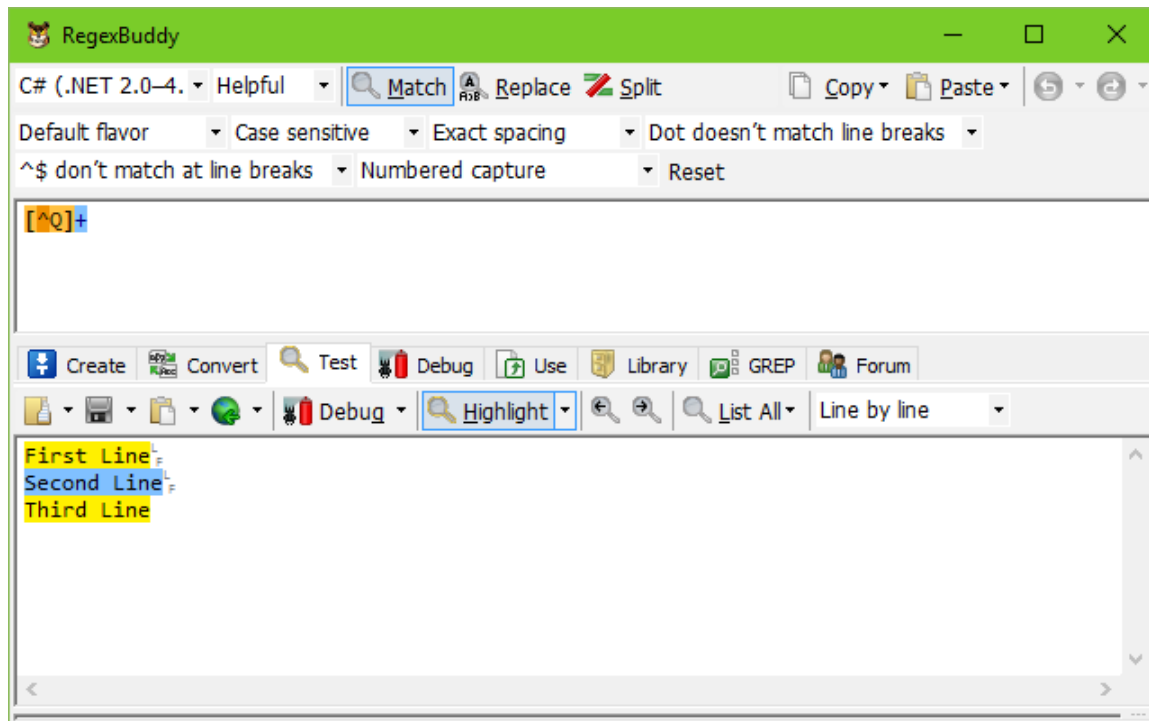 RegexBuddy
C# (.NET 2.0–4. Helpful Match Replace Split Copy Paste
Default flavor Case sensitive Exact spacing Dot doesn't match line breaks
^$ don't match at line breaks Numbered capture Reset
[^Q]+
Create Convert Test Debug Use Library GREP Forum
Debug Highlight List All Line by line
First Line LF
Second Line LF
Third Line